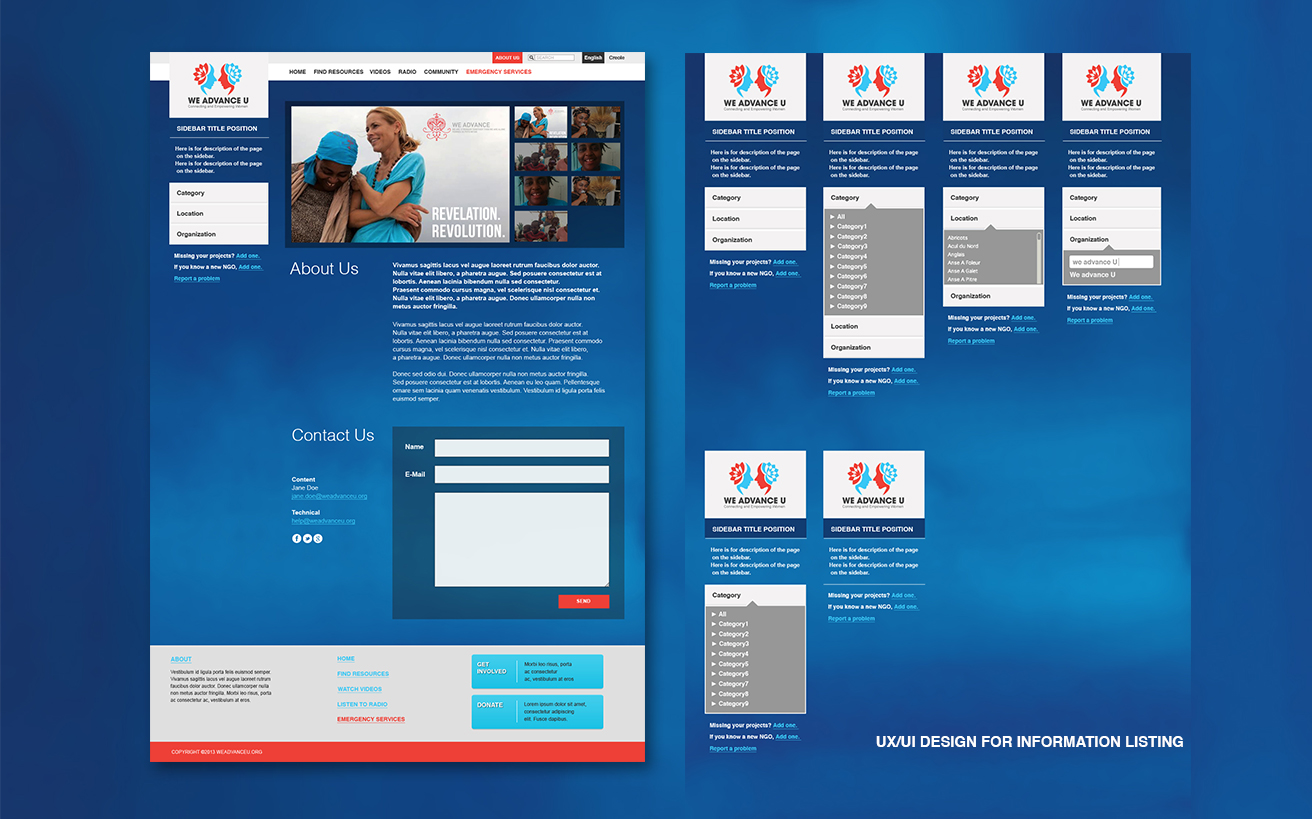 ABOUT US
SEARCH
English
Creole
HOME
FIND RESOURCES
VIDEOS
RADIO
COMMUNITY
EMERGENCY SERVICES
WE ADVANCE U
Connecting and Empowering Women
SIDEBAR TITLE POSITION
Here is for description of the page
on the sidebar.
Here is for description of the page
on the sidebar.
Category
Location
Organization
Missing your projects? Add one.
If you know a new NGO, Add one.
Report a problem
WE ADVANCE
REVELATION.
REVOLUTION.
About Us
Vivamus sagittis lacus vel augue laoreet rutrum faucibus dolor auctor.
Nulla vitae elit libero, a pharetra augue. Sed posuere consectetur est at
lobortis. Aenean lacinia bibendum nulla sed consectetur.
Praesent commodo cursus magna, vel scelerisque nisl consectetur et.
Nulla vitae elit libero, a pharetra augue. Donec ullamcorper nulla non
metus auctor fringilla.
Vivamus sagittis lacus vel augue laoreet rutrum faucibus dolor auctor.
Nulla vitae elit libero, a pharetra augue. Sed posuere consectetur est at
lobortis. Aenean lacinia bibendum nulla sed consectetur. Praesent commodo
cursus magna, vel scelerisque nisl consectetur et. Nulla vitae elit libero,
a pharetra augue. Donec ullamcorper nulla non metus auctor fringilla.
Donec sed odio dui. Donec ullamcorper nulla non metus auctor fringilla.
Sed posuere consectetur est at lobortis. Aenean eu leo quam. Pellentesque
ornare sem lacinia quam venenatis vestibulum. Vestibulum id ligula porta felis
euismod semper.
Contact Us
Content
Jane Doe
jane.doe@weadvanceu.org
Technical
help@weadvanceu.org
Name
E-Mail
SEND
ABOUT
Vestibulum id ligula porta felis euismod semper.
Vivamus sagittis lacus vel augue laoreet rutrum
faucibus dolor auctor. Donec ullamcorper nulla
non metus auctor fringilla. Morbi leo risus, porta
ac consectetur ac, vestibulum at eros.
HOME
FIND RESOURCES
WATCH VIDEOS
LISTEN TO RADIO
EMERGENCY SERVICES
GET
INVOLVED
Morbi leo risus, porta
ac consectetur
ac, vestibulum at eros
DONATE
Lorem ipsum dolor sit amet,
consectetur adipiscing
elit. Fusce dapibus.
COPYRIGHT ©2013 WEADVANCEU.ORG
WE ADVANCE U
Connecting and Empowering Women
SIDEBAR TITLE POSITION
Here is for description of the page
on the sidebar.
Here is for description of the page
on the sidebar.
Category
Location
Organization
Missing your projects? Add one.
If you know a new NGO, Add one.
Report a problem
WE ADVANCE U
Connecting and Empowering Women
SIDEBAR TITLE POSITION
Here is for description of the page
on the sidebar.
Here is for description of the page
on the sidebar.
Category
All
Category1
Category2
Category3
Category4
Category5
Category6
Category7
Category8
Category9
Location
Organization
Missing your projects? Add one.
If you know a new NGO, Add one.
Report a problem
WE ADVANCE U
Connecting and Empowering Women
SIDEBAR TITLE POSITION
Here is for description of the page
on the sidebar.
Here is for description of the page
on the sidebar.
Category
Location
Abricots
Acul du Nord
Anglais
Anse A Foleur
Anse A Galet
Anse A Pitre
Organization
Missing your projects? Add one.
If you know a new NGO, Add one.
Report a problem
WE ADVANCE U
Connecting and Empowering Women
SIDEBAR TITLE POSITION
Here is for description of the page
on the sidebar.
Here is for description of the page
on the sidebar.
Category
Location
Organization
we advance U
We advance U
Missing your projects? Add one.
If you know a new NGO, Add one.
Report a problem
WE ADVANCE U
Connecting and Empowering Women
SIDEBAR TITLE POSITION
Here is for description of the page
on the sidebar.
Here is for description of the page
on the sidebar.
Category
All
Category1
Category2
Category3
Category4
Category5
Category6
Category7
Category8
Category9
Missing your projects? Add one.
If you know a new NGO, Add one.
Report a problem
WE ADVANCE U
Connecting and Empowering Women
SIDEBAR TITLE POSITION
Here is for description of the page
on the sidebar.
Here is for description of the page
on the sidebar.
Missing your projects? Add one.
If you know a new NGO, Add one.
Report a problem
UX/UI DESIGN FOR INFORMATION LISTING